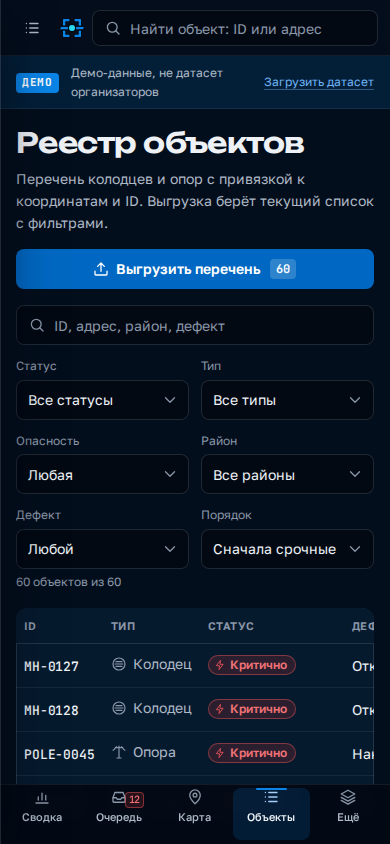 Найти объект: ID или адрес
ДЕМО
Демо-данные, не датасет
организаторов
Загрузить датасет
Реестр объектов
Перечень колодцев и опор с привязкой к
координатам и ID. Выгрузка берёт текущий список
с фильтрами.
Выгрузить перечень 60
ID, адрес, район, дефект
Статус Тип
Все статусы Все типы
Опасность Район
Любая Все районы
Дефект Порядок
Любой Сначала срочные
60 объектов из 60
ID ТИП СТАТУС ДЕФ
MH-0127 Колодец Критично Отк
MH-0128 Колодец Критично Отк
POLE-0045 Опора Критично
12
Сводка Очередь Карта Объекты Ещё